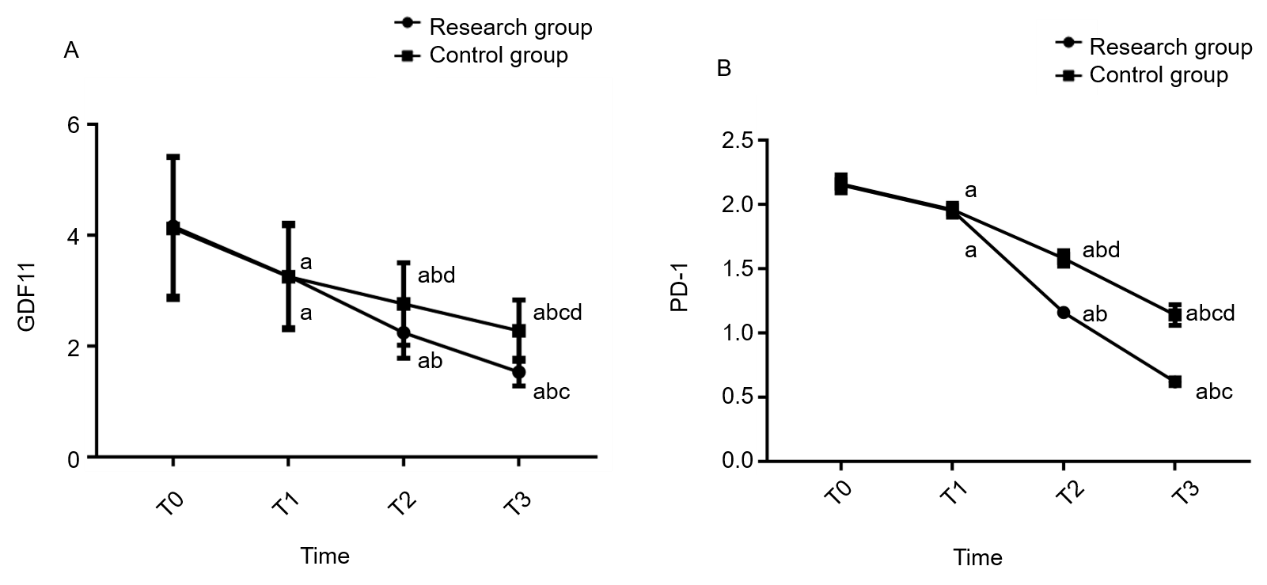 A
Research group
Control group
6
4
2
0
GDF11
a
a
abd
ab
abcd
abc
T0
T1
T2
T3
Time
B
Research group
Control group
2.5
2.0
1.5
1.0
0.5
0.0
PD-1
a
a
abd
ab
abcd
abc
T0
T1
T2
T3
Time